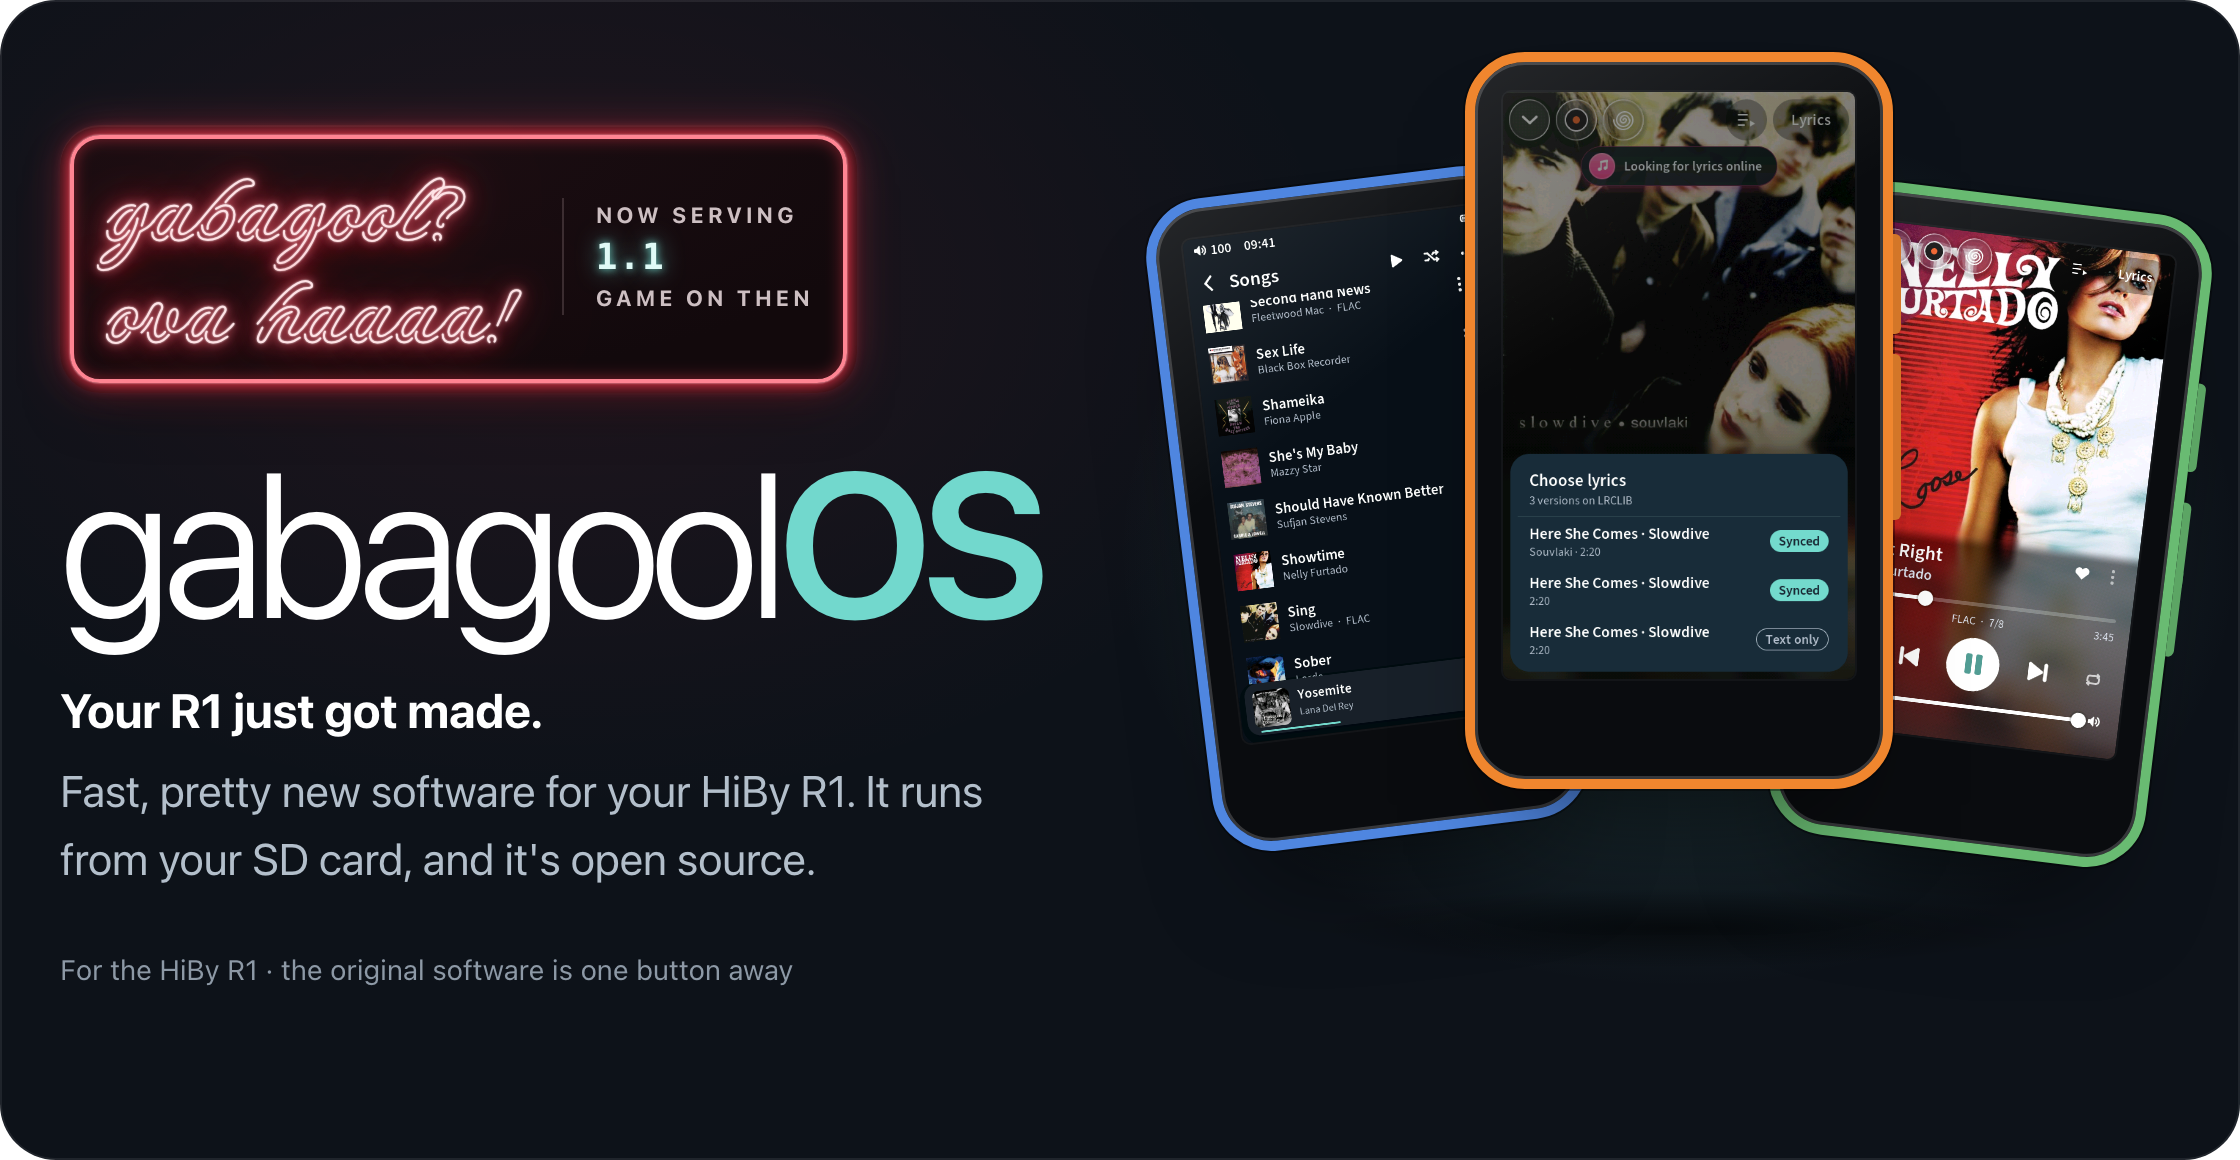 gabagool?
ova haaaa!
NOW SERVING
1.1
GAME ON THEN
gabagoolOS
Your R1 just got made.
Fast, pretty new software for your HiBy R1. It runs
from your SD card, and it's open source.
For the HiBy R1 · the original software is one button away
100 09:41
Songs
Second Hand News
Fleetwood Mac · FLAC
Sex Life
Black Box Recorder
Shameika
Fiona Apple
She's My Baby
Mazzy Star
Should Have Known Better
Sufjan Stevens
Showtime
Nelly Furtado
Sing
Slowdive · FLAC
Sober
Yosemite
Lana Del Rey
Lyrics
Looking for lyrics online
slowdive • souvlaki
Choose lyrics
3 versions on LRCLIB
Here She Comes · Slowdive
Synced
Souvlaki · 2:20
Here She Comes · Slowdive
Synced
2:20
Here She Comes · Slowdive
Text only
2:20
Lyrics
NELLY
URTADO
Loose
Right
urtado
FLAC · 7/8
3:45